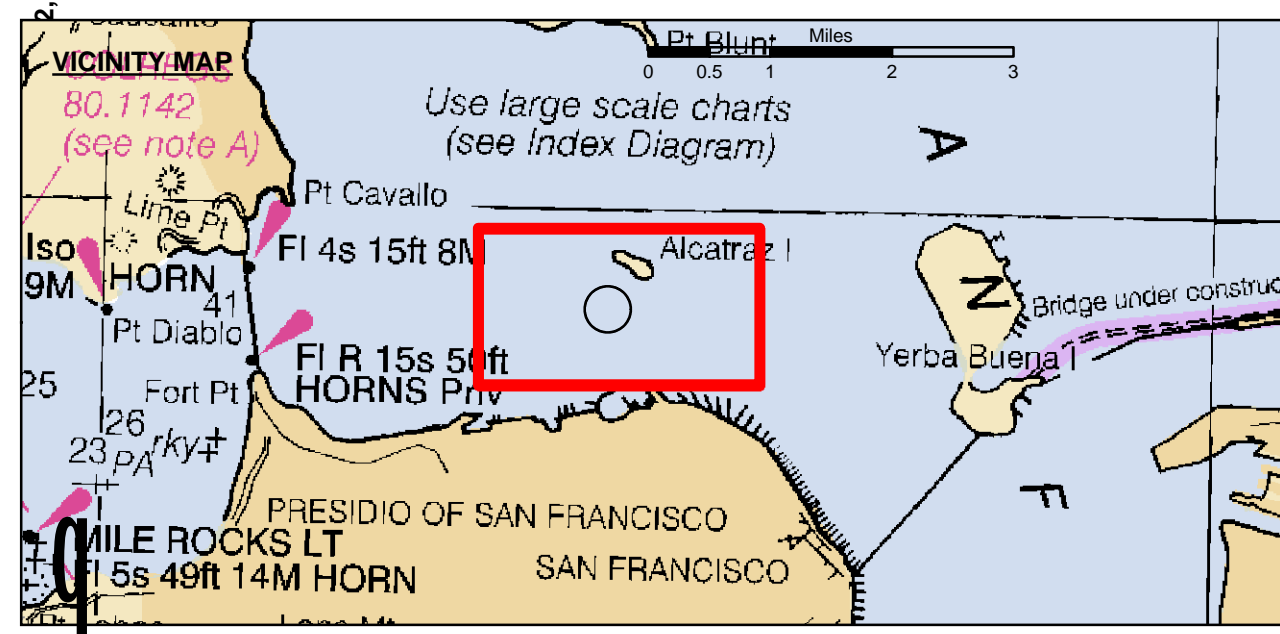 VICINITY MAP
COLREGS
80.1142
(see note A)
Pt Blunt
Miles
0 0.5 1 2 3
Use large scale charts
(see Index Diagram)
A
Pt Cavallo
Lime Pt
Iso
9M
HORN
Fl 4s 15ft 8M
Alcatraz I
N
41
Pt Diablo
Bridge under construc
Fl R 15s 50ft
HORNS Priv
Yerba Buena I
25
Fort Pt
26
23
PA
rky
F
PRESIDIO OF SAN FRANCISCO
MILE ROCKS LT
Fl 5s 49ft 14M HORN
SAN FRANCISCO
q